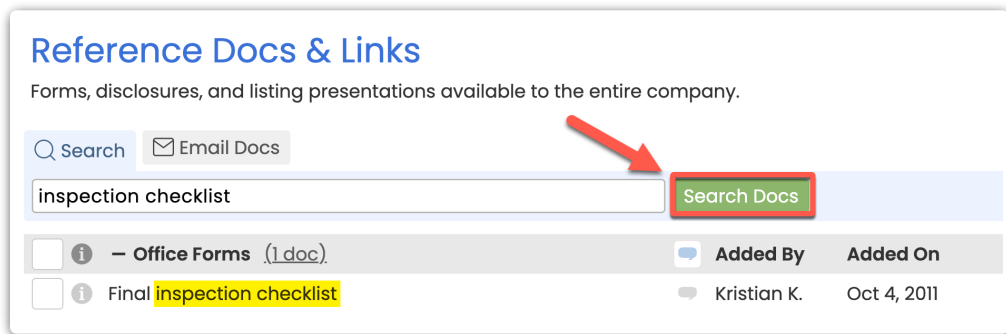 Reference Docs & Links
Forms, disclosures, and listing presentations available to the entire company.
Search Email Docs
inspection checklist Search Docs
– Office Forms (1 doc) Added By Added On
Final inspection checklist Kristian K. Oct 4, 2011